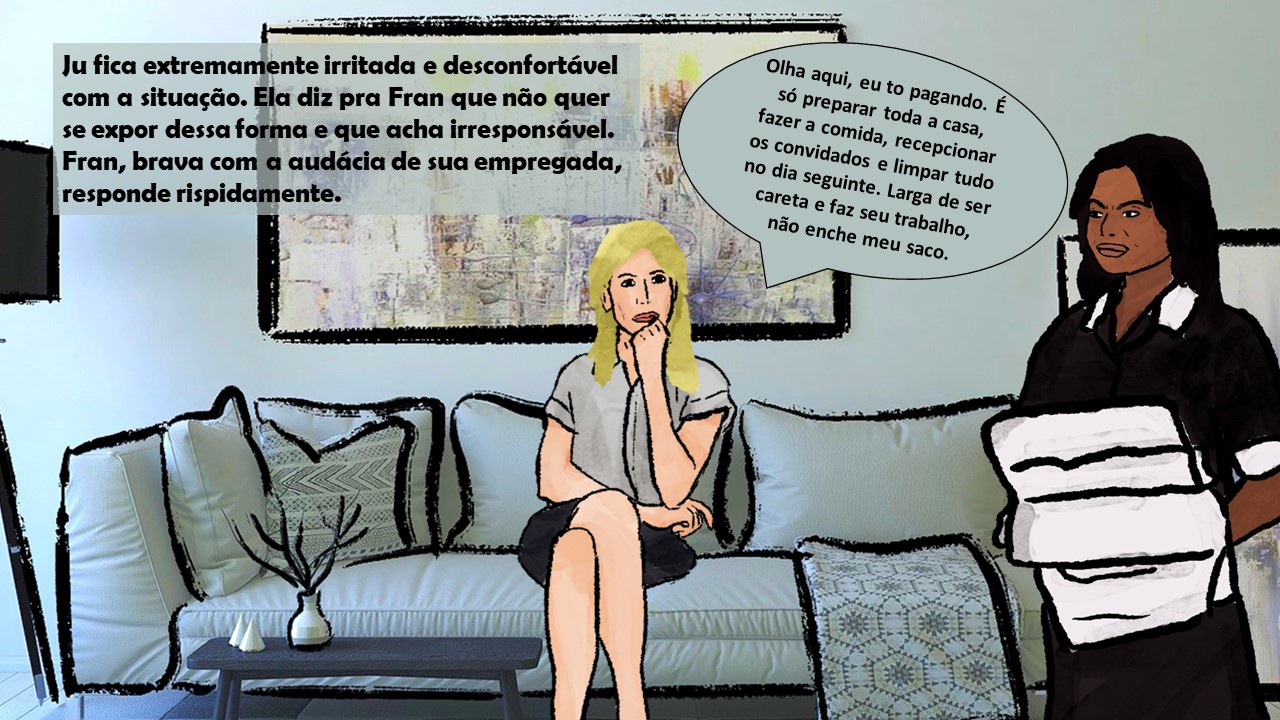 Ju fica extremamente irritada e desconfortável
com a situação. Ela diz pra Fran que não quer
se expor dessa forma e que acha irresponsável.
Fran, brava com a audácia de sua empregada,
responde rispidamente.
Olha aqui, eu to pagando. É
só preparar toda a casa,
fazer a comida, recepcionar
os convidados e limpar tudo
no dia seguinte. Larga de ser
careta e faz seu trabalho,
não enche meu saco.